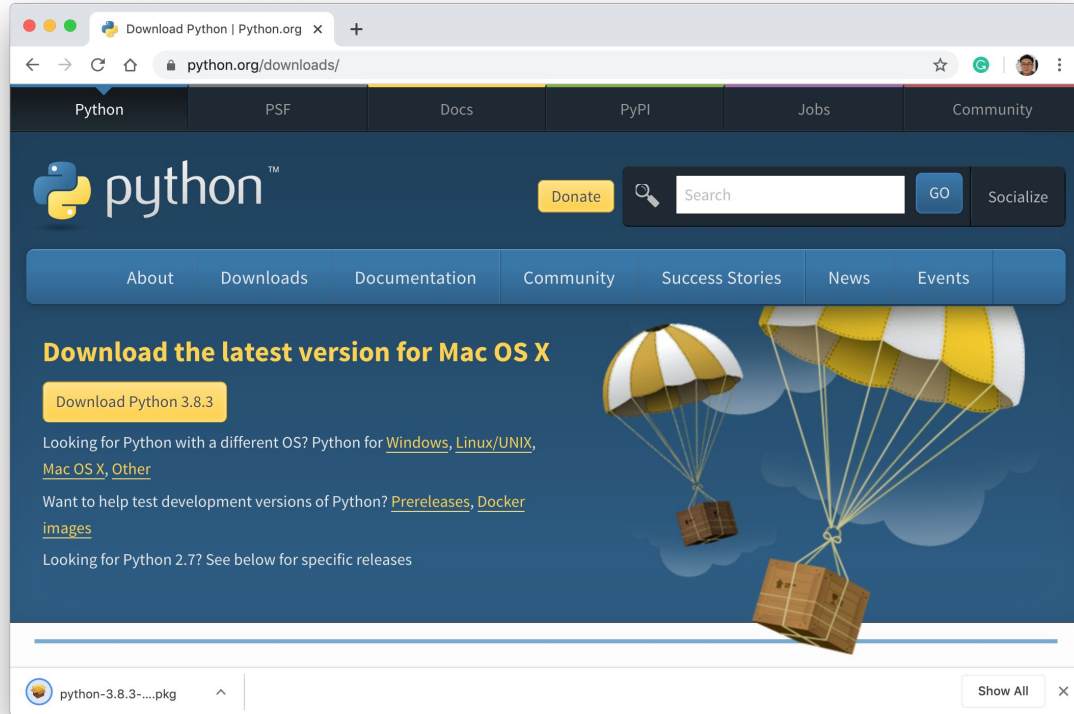 Download Python | Python.org
python.org/downloads/
Python PSF Docs PyPI Jobs Community
python™
Donate Search GO Socialize
About Downloads Documentation Community Success Stories News Events
Download the latest version for Mac OS X
Download Python 3.8.3
Looking for Python with a different OS? Python for Windows, Linux/UNIX,
Mac OS X, Other
Want to help test development versions of Python? Prereleases, Docker
images
Looking for Python 2.7? See below for specific releases
python-3.8.3-....pkg Show All